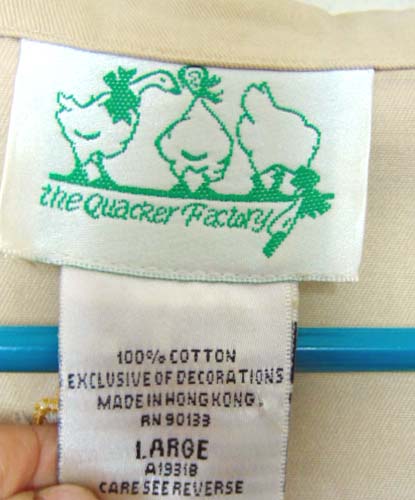 the Quacker Factory
100% COTTON
EXCLUSIVE OF DECORATIONS
MADE IN HONG KONG
RN 90133
LARGE
A19318
CARE SEE REVERSE